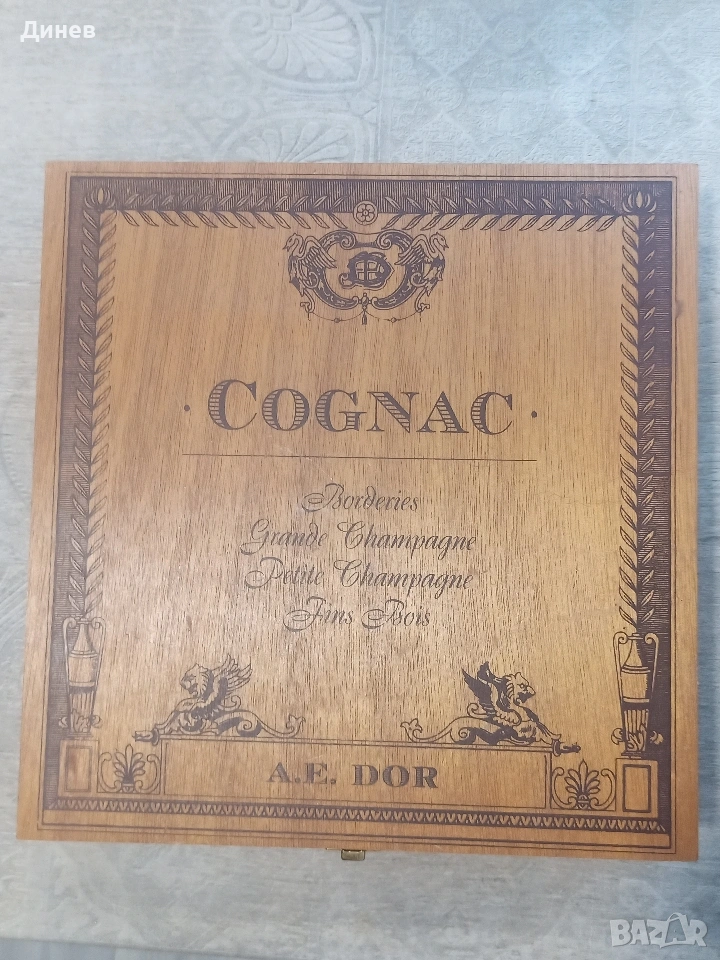 Динев
· COGNAC ·
Borderies
Grande Champagne
Petite Champagne
Fins Bois
A.E. DOR
BAZAR